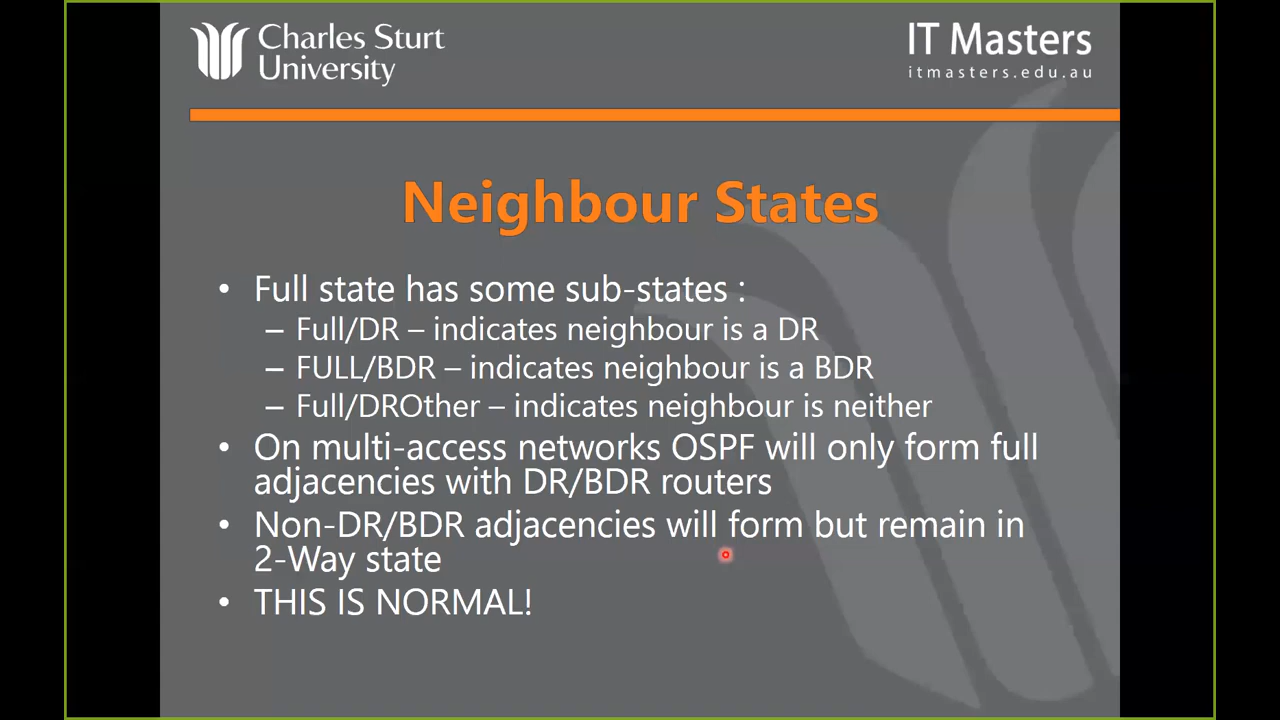 Charles Sturt
University
IT Masters
itmasters.edu.au
Neighbour States
• Full state has some sub-states :
– Full/DR – indicates neighbour is a DR
– FULL/BDR – indicates neighbour is a BDR
– Full/DROther – indicates neighbour is neither
• On multi-access networks OSPF will only form full
adjacencies with DR/BDR routers
• Non-DR/BDR adjacencies will form but remain in
2-Way state
• THIS IS NORMAL!